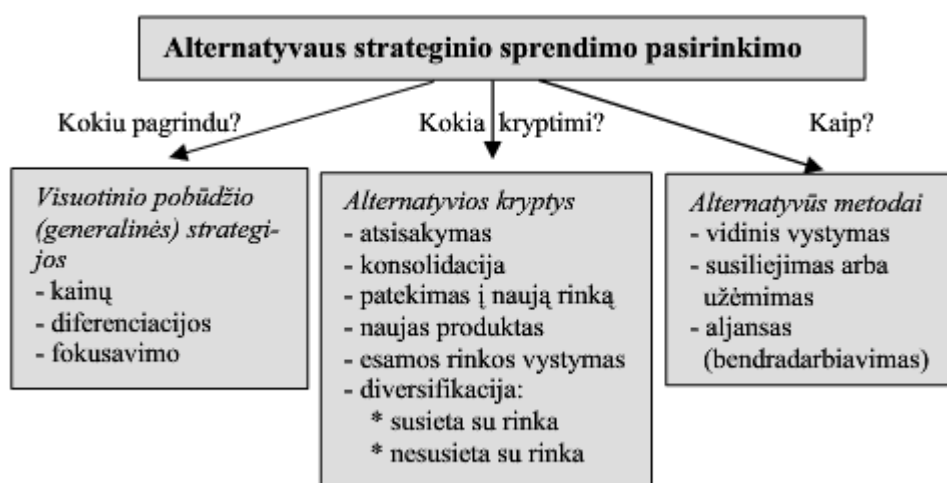 Alternatyvaus strateginio sprendimo pasirinkimo
Kokiu pagrindu?
Kokia kryptimi?
Kaip?
Visuotinio pobūdžio
(generalinės) strategi-
jos
- kainų
- diferenciacijos
- fokusavimo
Alternatyvios kryptys
- atsisakymas
- konsolidacija
- patekimas į naują rinką
- naujas produktas
- esamos rinkos vystymas
- diversifikacija:
* susieta su rinka
* nesusieta su rinka
Alternatyvūs metodai
- vidinis vystymas
- susiliejimas arba
užėmimas
- aljansas
(bendradarbiavimas)